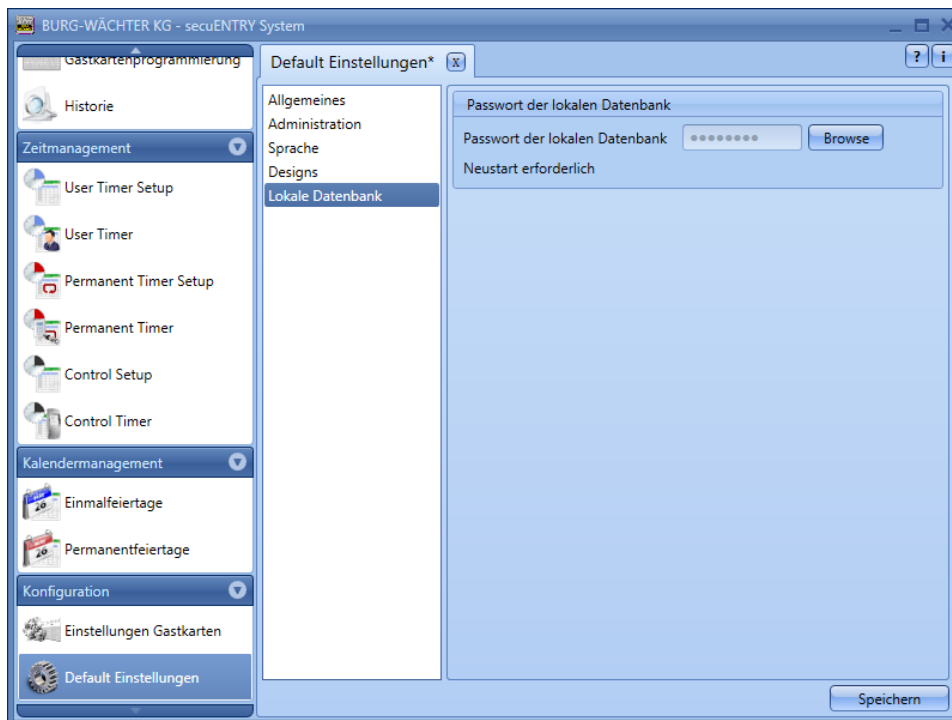 BURG-WÄCHTER KG - secuENTRY System
Gastkartenprogrammierung
Historie
Zeitmanagement
User Timer Setup
User Timer
Permanent Timer Setup
Permanent Timer
Control Setup
Control Timer
Kalendermanagement
Einmalfeiertage
Permanentfeiertage
Konfiguration
Einstellungen Gastkarten
Default Einstellungen
Default Einstellungen* X
? i
Allgemeines
Administration
Sprache
Designs
Lokale Datenbank
Passwort der lokalen Datenbank
Passwort der lokalen Datenbank ●●●●●●●● Browse
Neustart erforderlich
Speichern